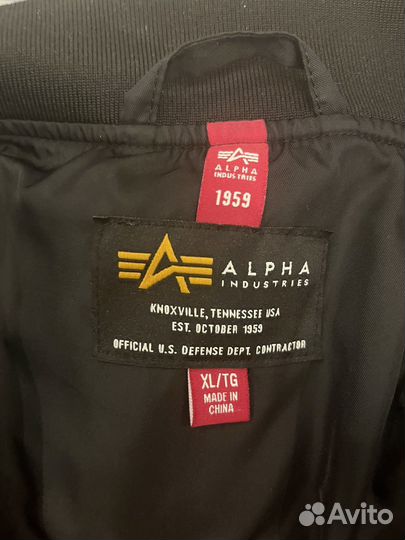 ALPHA
INDUSTRIES
1959
ALPHA
INDUSTRIES
KNOXVILLE, TENNESSEE USA
EST. OCTOBER 1959
OFFICIAL U.S. DEFENSE DEPT. CONTRACTOR
XL/TG
MADE IN
CHINA
Avito